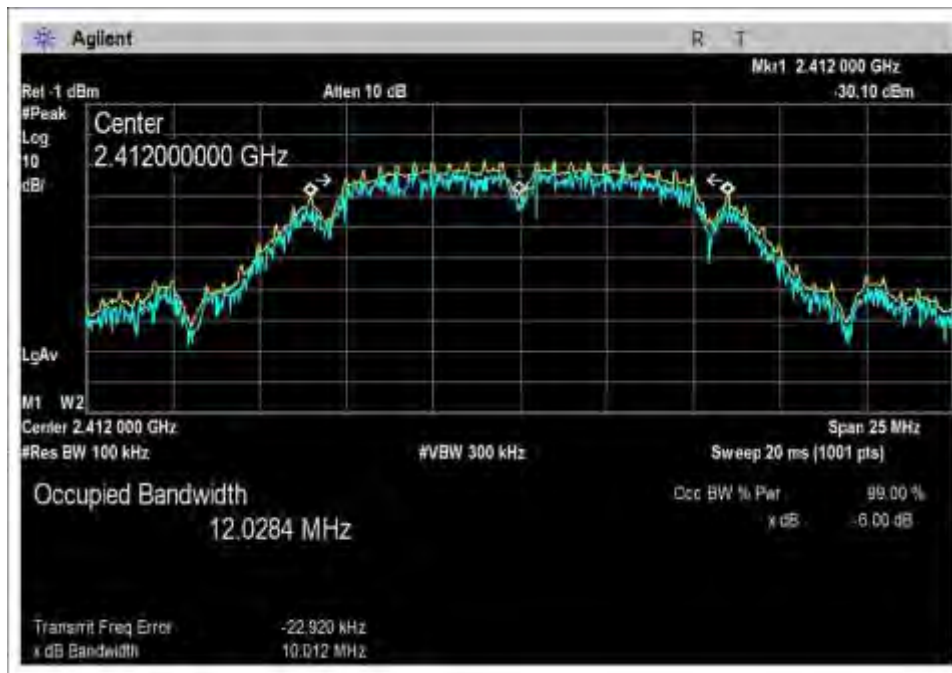 Agilent
R T
Mkr1 2.412 000 GHz
Ref -1 dBm Atten 10 dB -30.10 dBm
#Peak
Log
10
dB/
Center
2.412000000 GHz
1
LgAv
M1 W2
Center 2.412 000 GHz Span 25 MHz
#Res BW 100 kHz #VBW 300 kHz Sweep 20 ms (1001 pts)
Occupied Bandwidth
12.0284 MHz
Occ BW % Pwr 99.00 %
x dB -6.00 dB
Transmit Freq Error -22.920 kHz
x dB Bandwidth 10.012 MHz